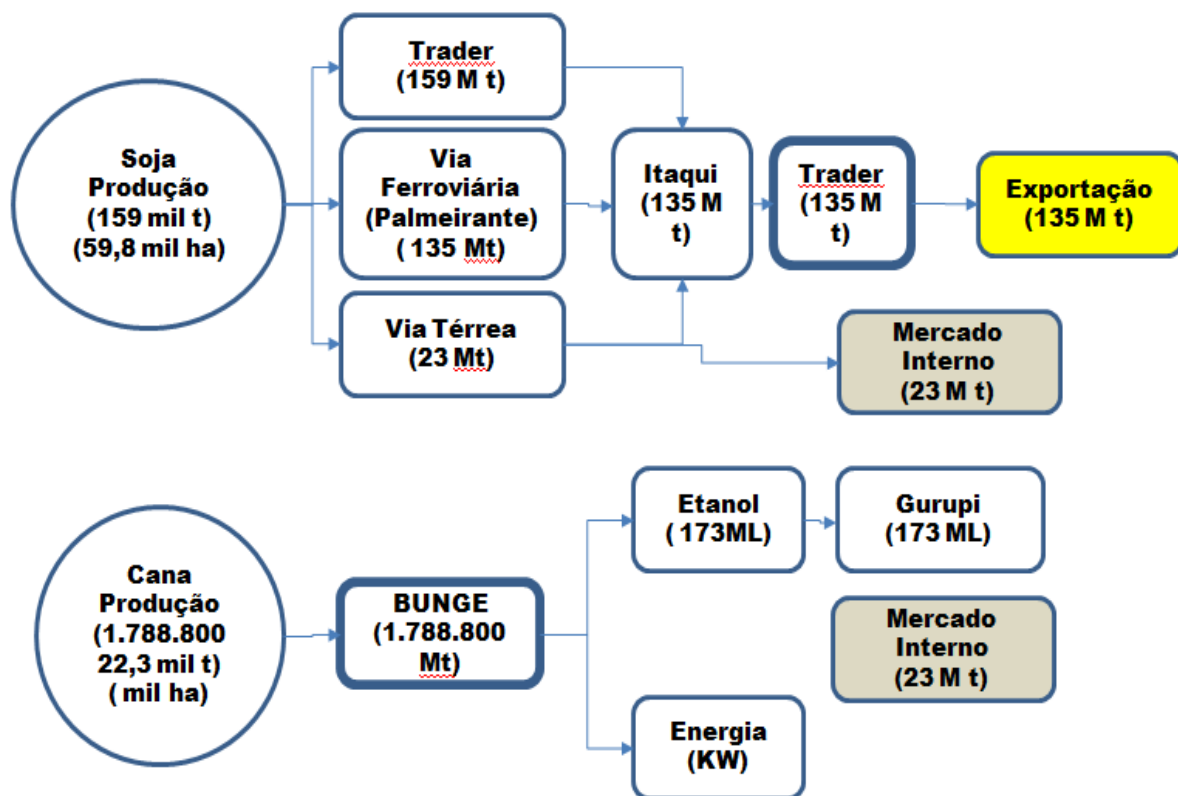 Trader
(159 M t)
Soja
Produção
(159 mil t)
(59,8 mil ha)
Via
Ferroviária
(Palmeirante)
( 135 Mt)
Itaqui
(135 M
t)
Trader
(135 M
t)
Exportação
(135 M t)
Via Térrea
(23 Mt)
Mercado
Interno
(23 M t)
Cana
Produção
(1.788.800
22,3 mil t)
( mil ha)
BUNGE
(1.788.800
Mt)
Etanol
( 173ML)
Gurupi
(173 ML)
Mercado
Interno
(23 M t)
Energia
(KW)